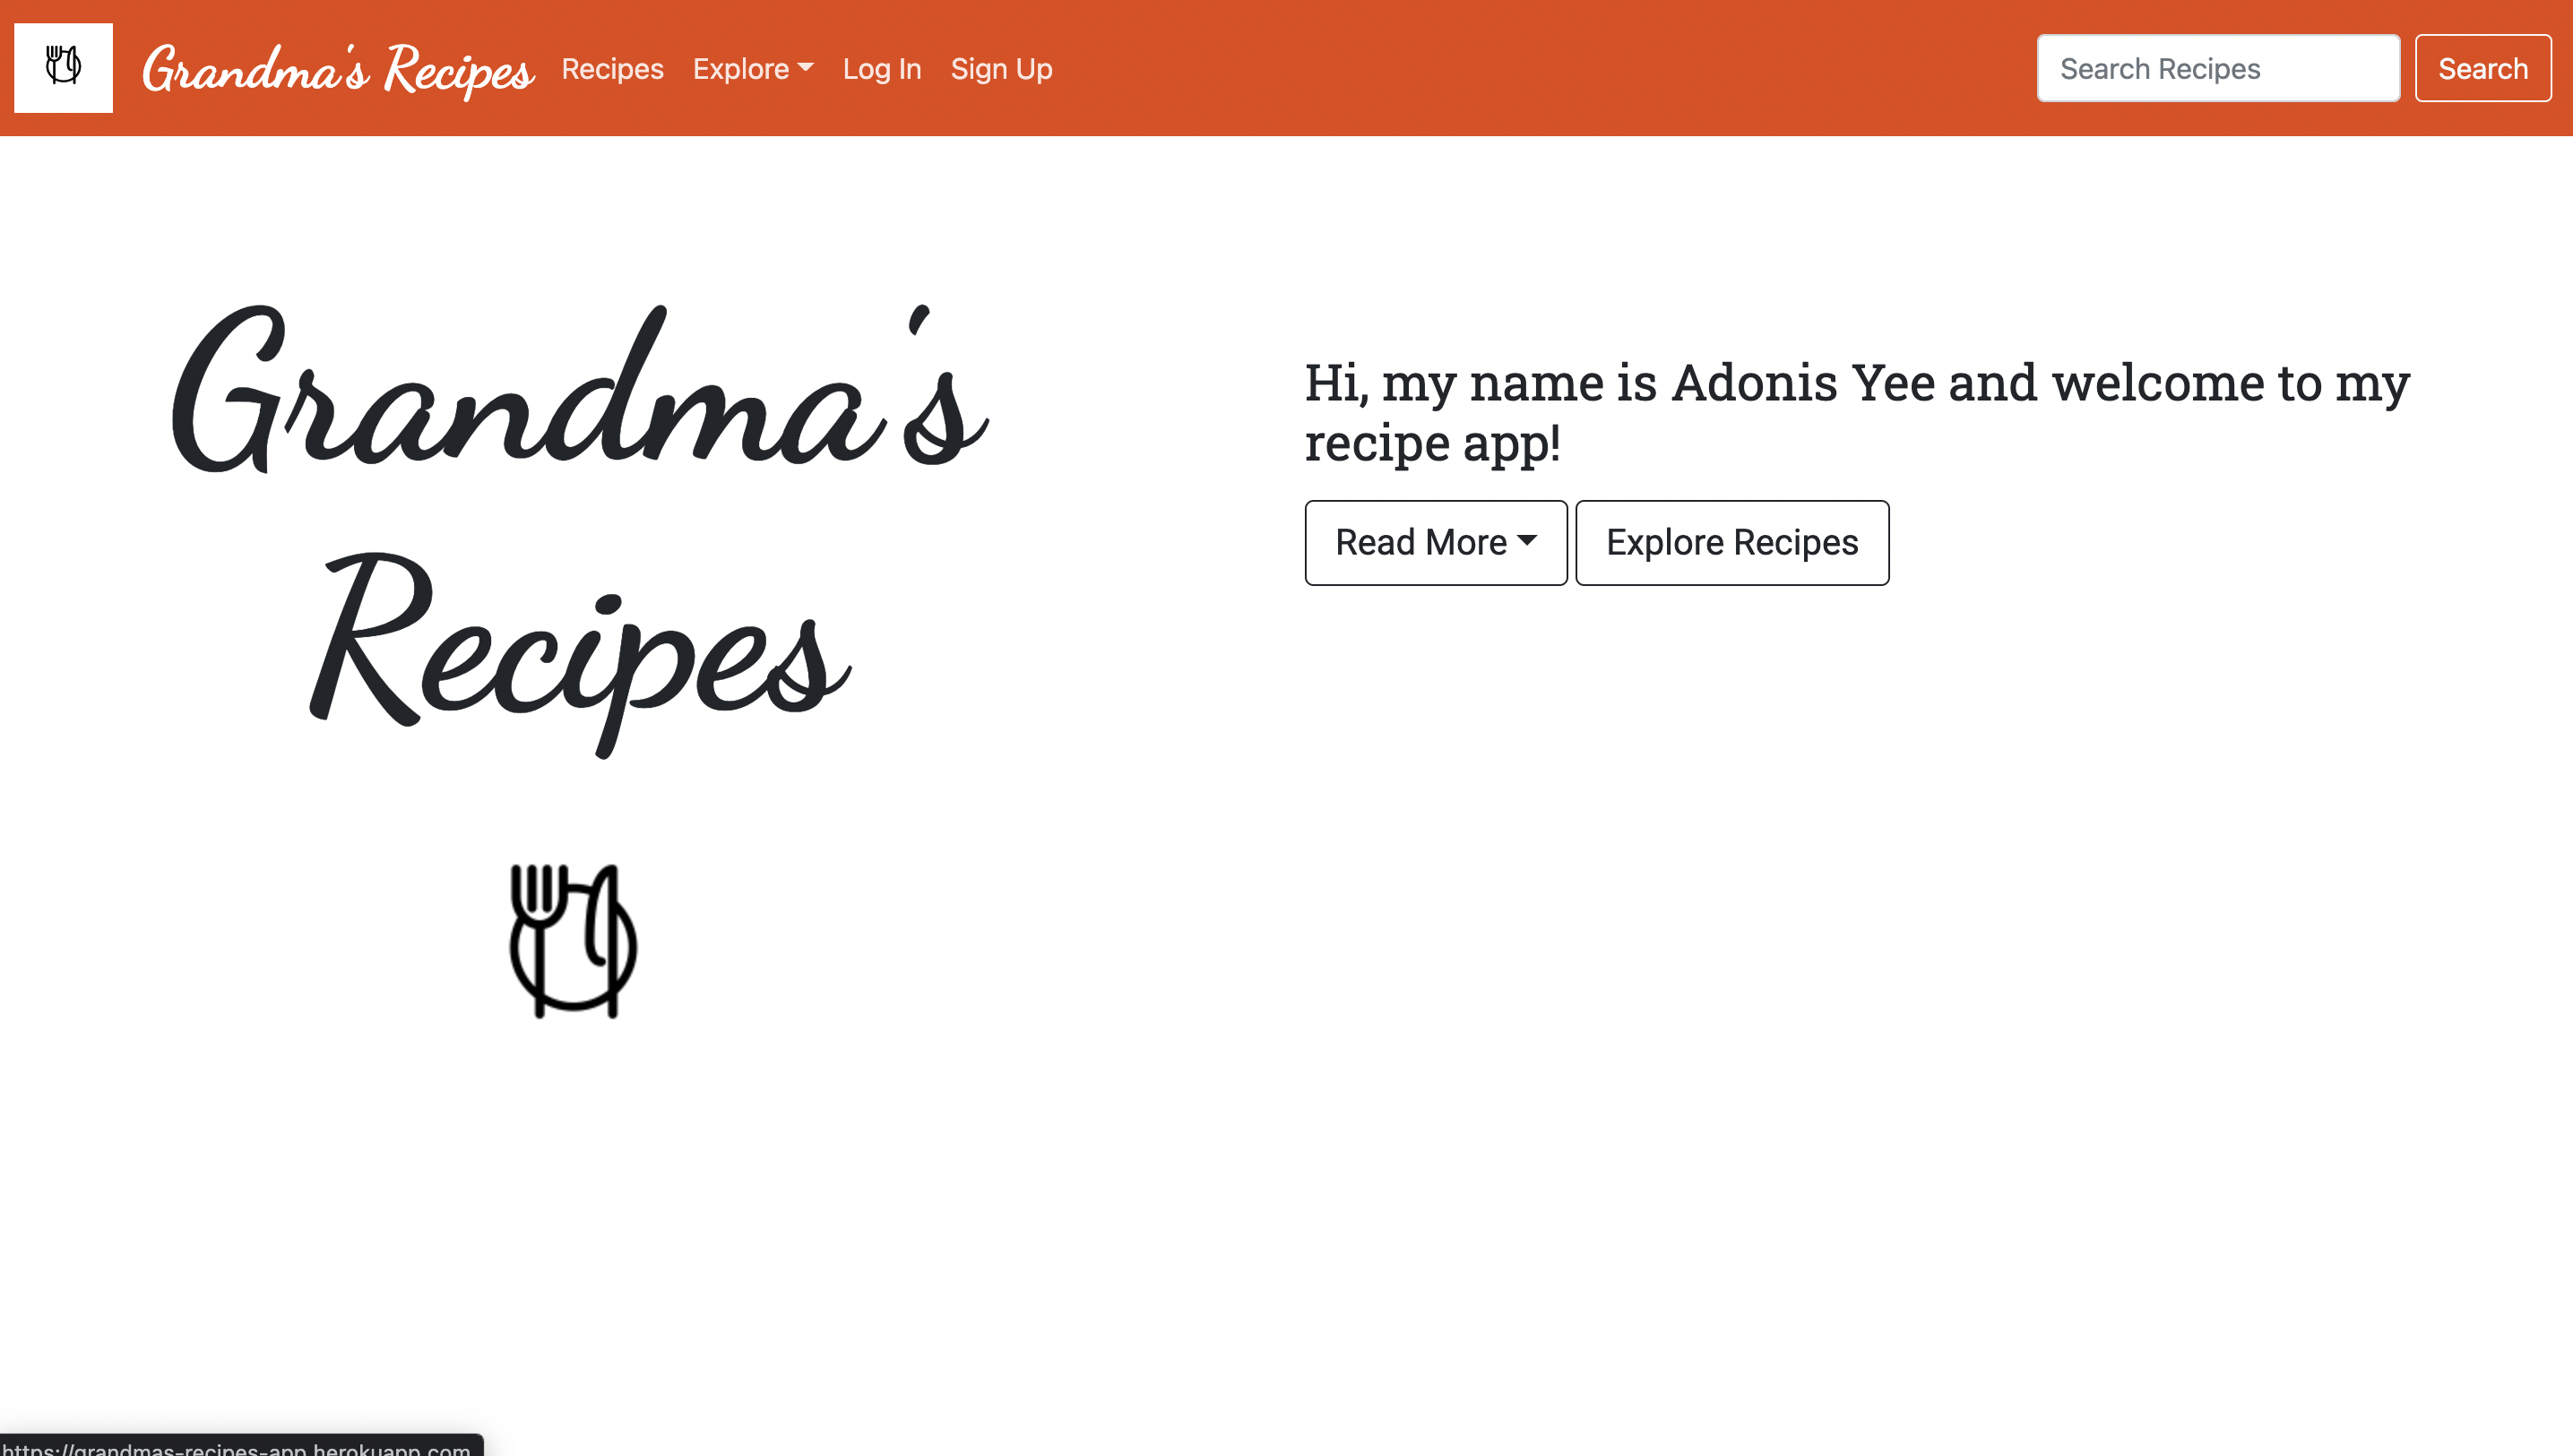 Grandma's Recipes Recipes Explore Log In Sign Up Search Recipes Search
Grandma's
Recipes
Hi, my name is Adonis Yee and welcome to my
recipe app!
Read More Explore Recipes
https://grandmas-recipes-app.herokuapp.com